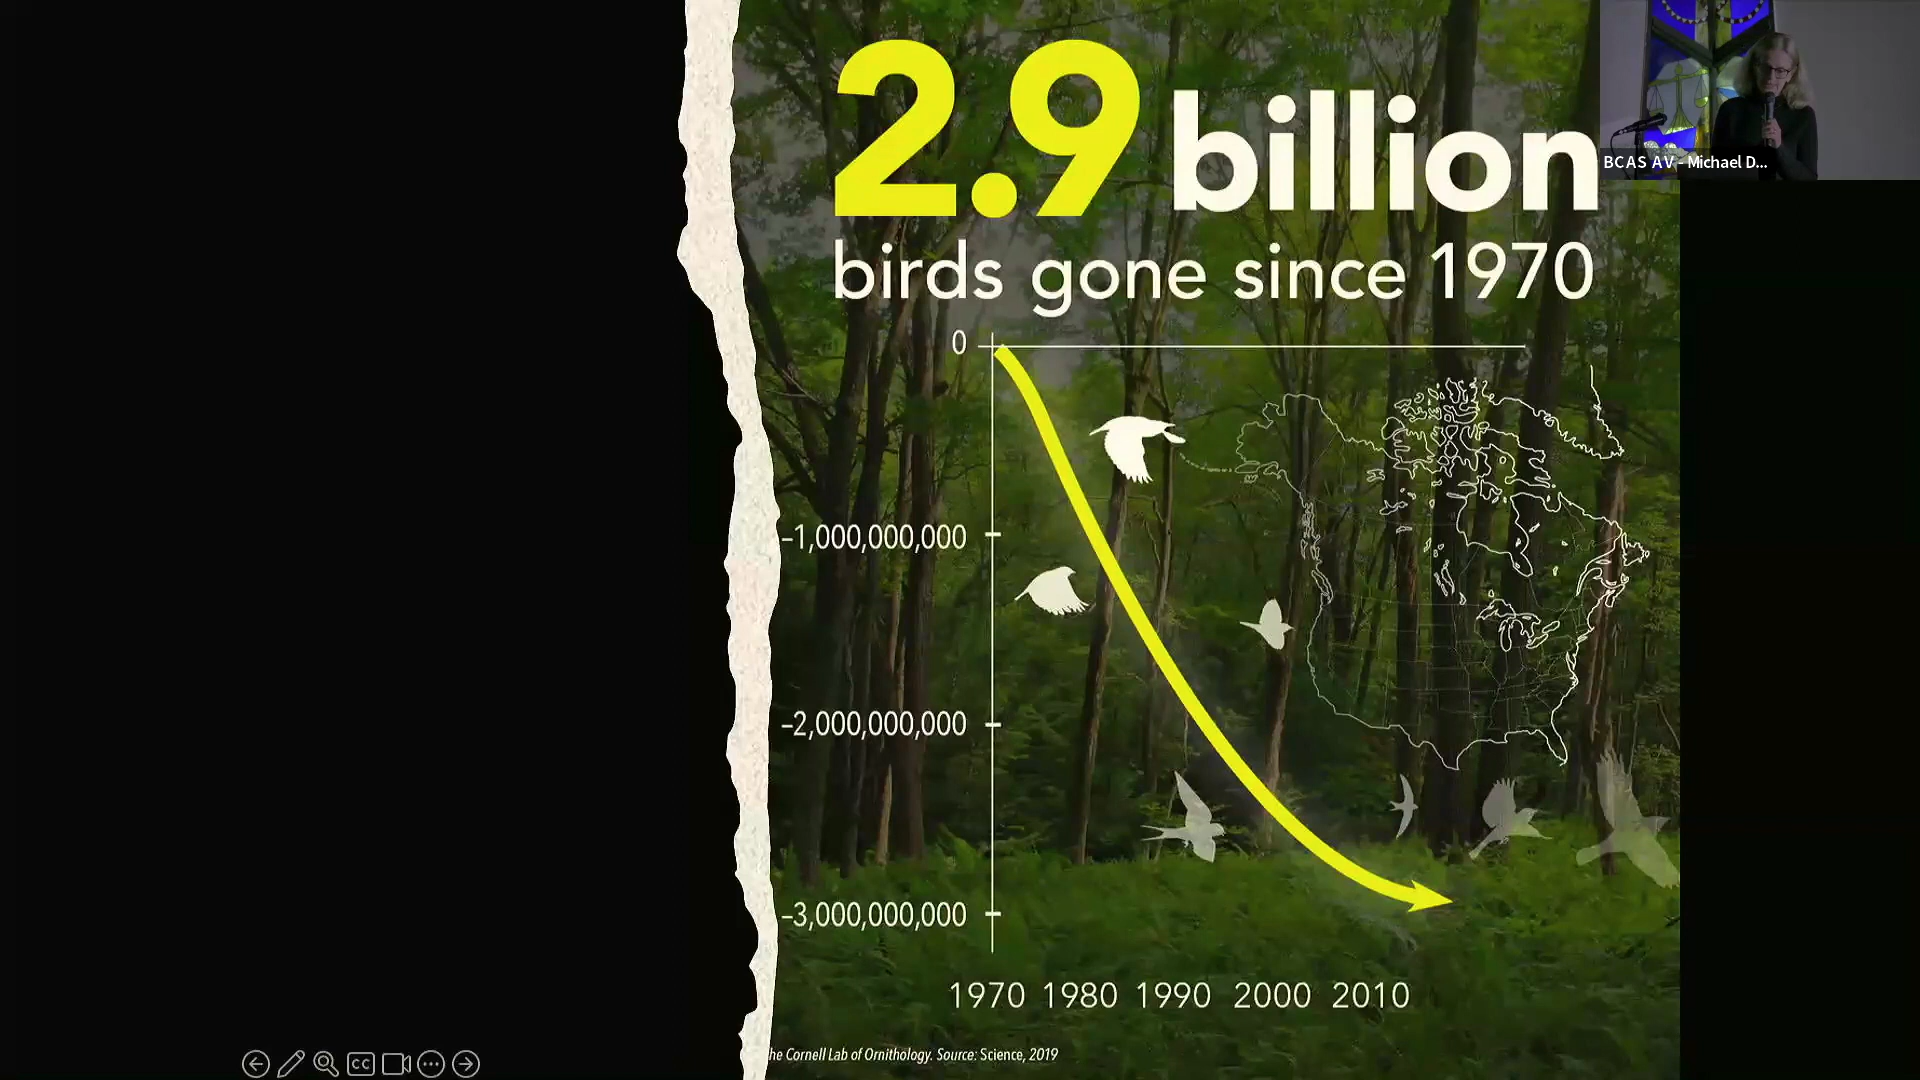 2.9 billion
birds gone since 1970
0
–1,000,000,000
–2,000,000,000
–3,000,000,000
1970 1980 1990 2000 2010
he Cornell Lab of Ornithology. Source: Science, 2019
BCAS AV - Michael D...
CC